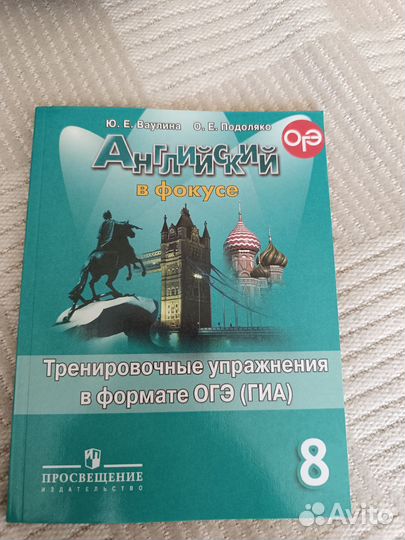 Ю. Е. Ваулина О. Е. Подоляко
ОГЭ
Английский
в фокусе
Тренировочные упражнения
в формате ОГЭ (ГИА)
ПРОСВЕЩЕНИЕ
ИЗДАТЕЛЬСТВО
8
Avito